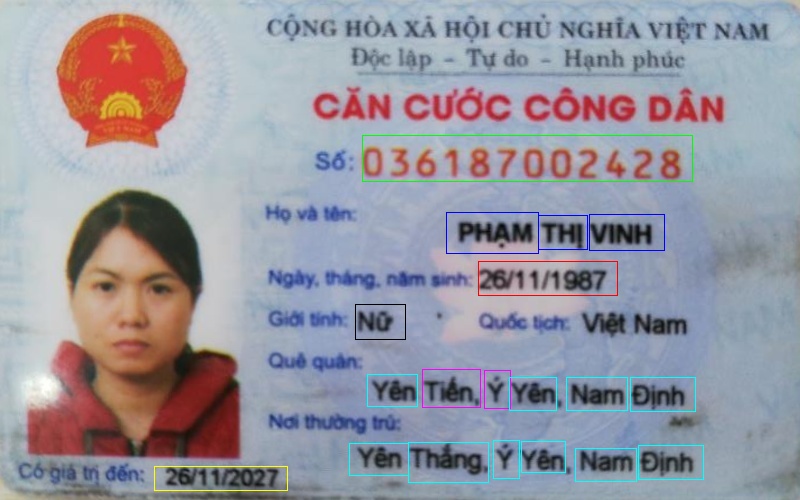 CỘNG HÒA XÃ HỘI CHỦ NGHĨA VIỆT NAM
Độc lập - Tự do - Hạnh phúc
CĂN CƯỚC CÔNG DÂN
Số: 036187002428
Họ và tên:
PHẠM THỊ VINH
Ngày, tháng, năm sinh: 26/11/1987
Giới tính: Nữ Quốc tịch: Việt Nam
Quê quán:
Yên Tiến, Ý Yên, Nam Định
Nơi thường trú:
Yên Thắng, Ý Yên, Nam Định
Có giá trị đến: 26/11/2027